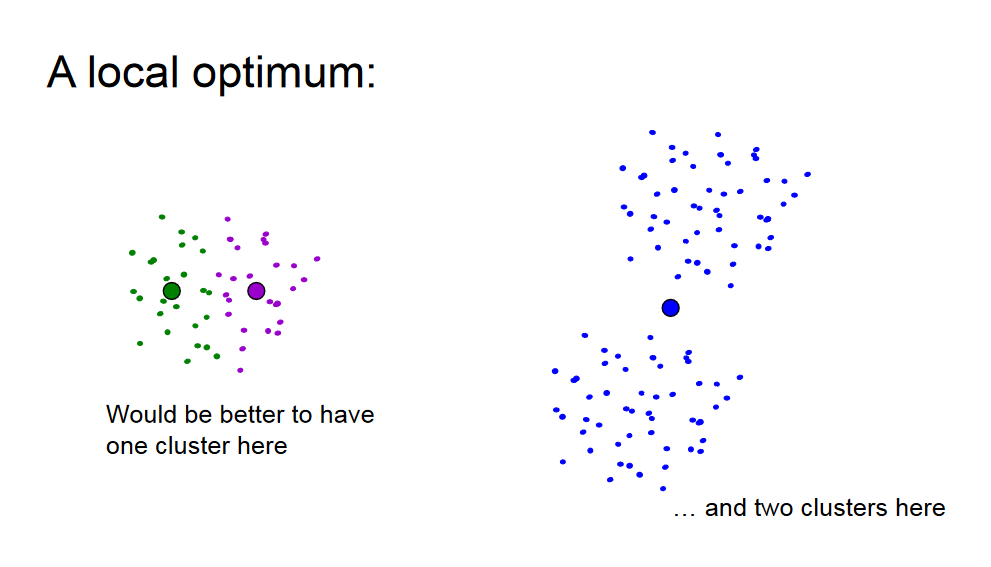 A local optimum:
Would be better to have
one cluster here
… and two clusters here